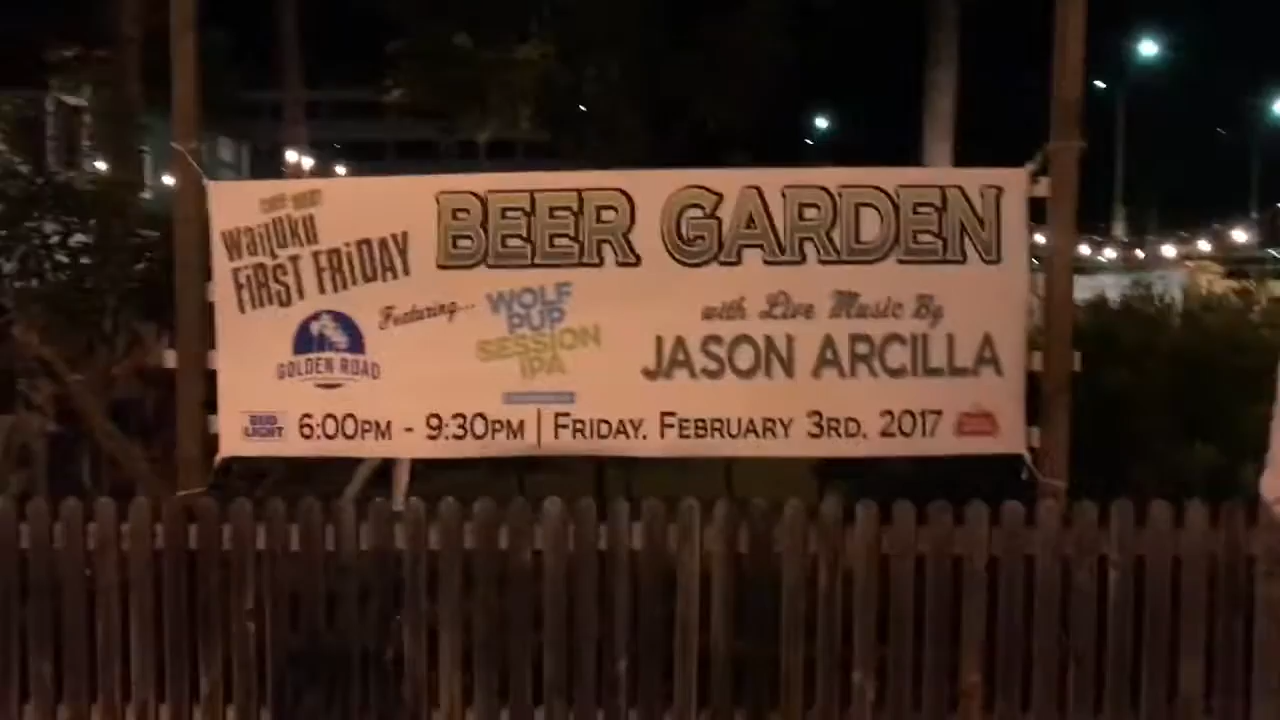 Wailuku
FiRST FRiDAY
BEER GARDEN
Featuring...
WOLF
PUP
SESSION
IPA
GOLDEN ROAD
with Live Music By
JASON ARCILLA
BUD
LIGHT
6:00PM - 9:30PM | FRIDAY, FEBRUARY 3RD, 2017